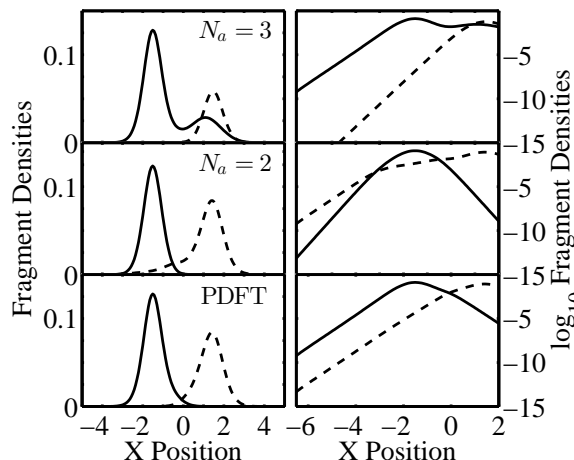 Fragment Densities
0.1
0
0.1
0
0.1
0
N_a = 3
N_a = 2
PDFT
−4 −2 0 2 4
X Position
−6 −4 −2 0 2
X Position
−5
−10
−15
−5
−10
−15
−5
−10
−15
log₁₀ Fragment Densities